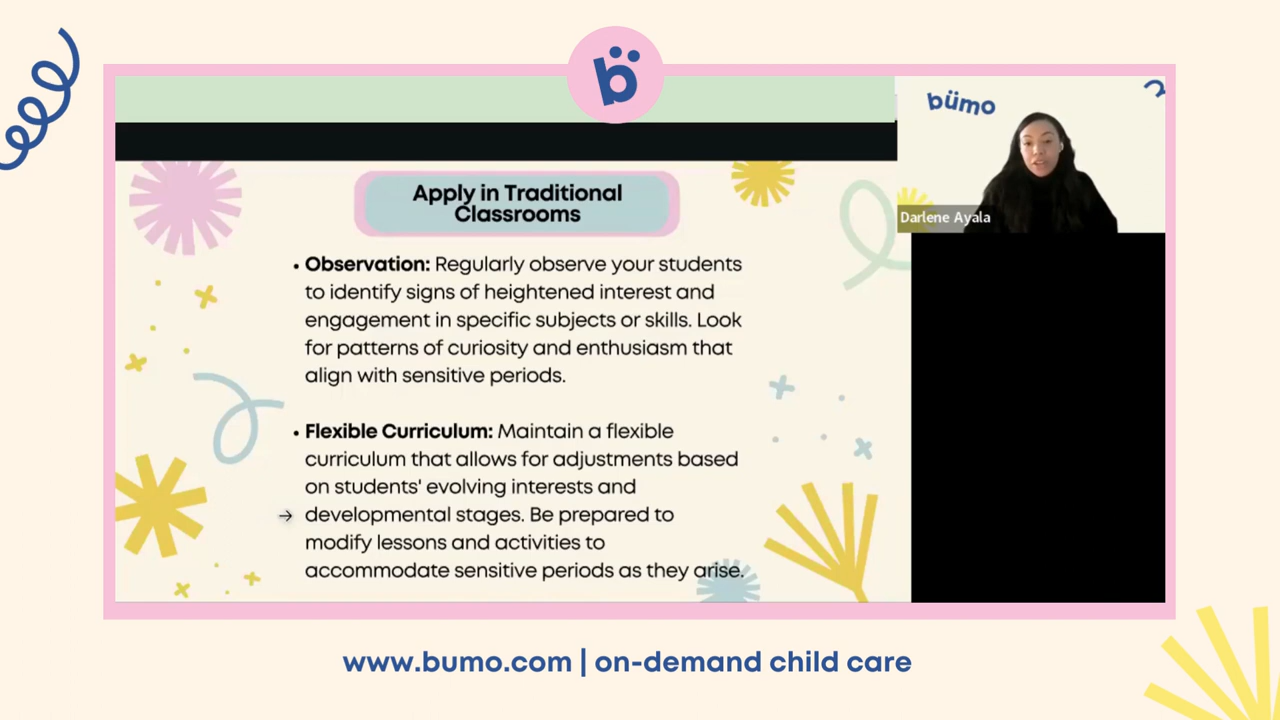 b̈
bümo
Darlene Ayala
Apply in Traditional
Classrooms
• Observation: Regularly observe your students
to identify signs of heightened interest and
engagement in specific subjects or skills. Look
for patterns of curiosity and enthusiasm that
align with sensitive periods.
• Flexible Curriculum: Maintain a flexible
curriculum that allows for adjustments based
on students' evolving interests and
→ developmental stages. Be prepared to
modify lessons and activities to
accommodate sensitive periods as they arise.
www.bumo.com | on-demand child care